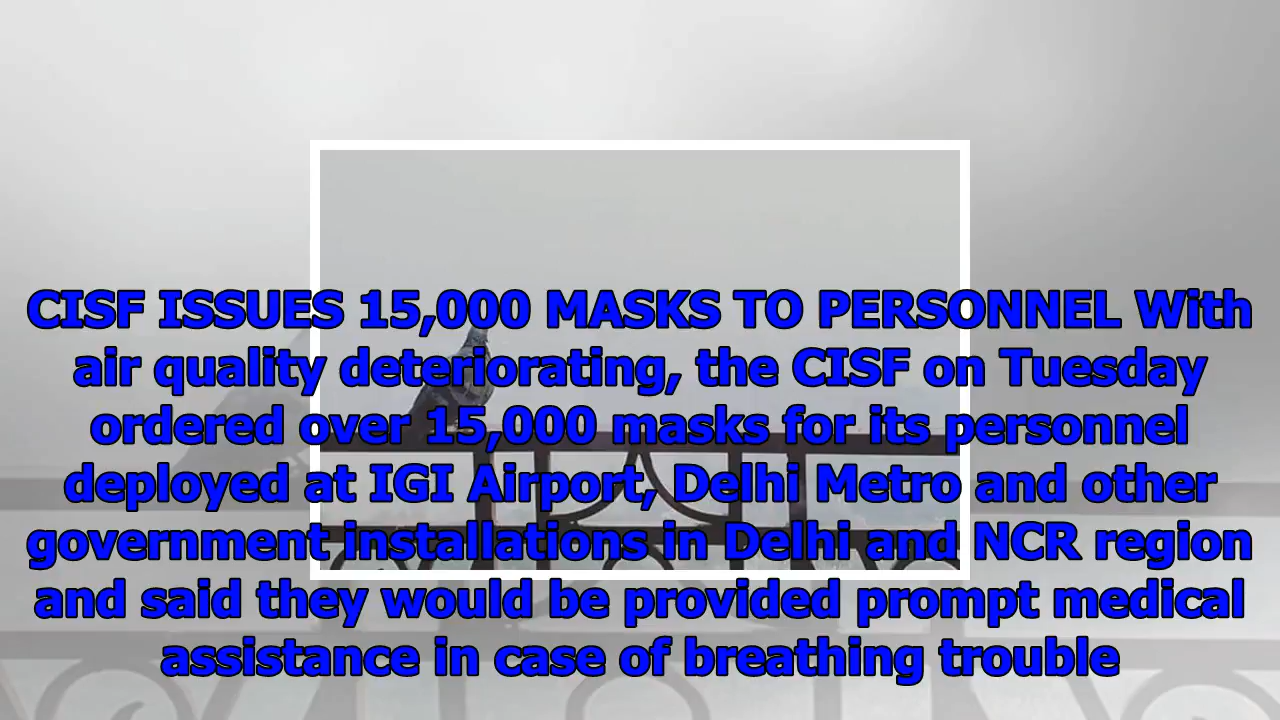 CISF ISSUES 15,000 MASKS TO PERSONNEL With
air quality deteriorating, the CISF on Tuesday
ordered over 15,000 masks for its personnel
deployed at IGI Airport, Delhi Metro and other
government installations in Delhi and NCR region
and said they would be provided prompt medical
assistance in case of breathing trouble